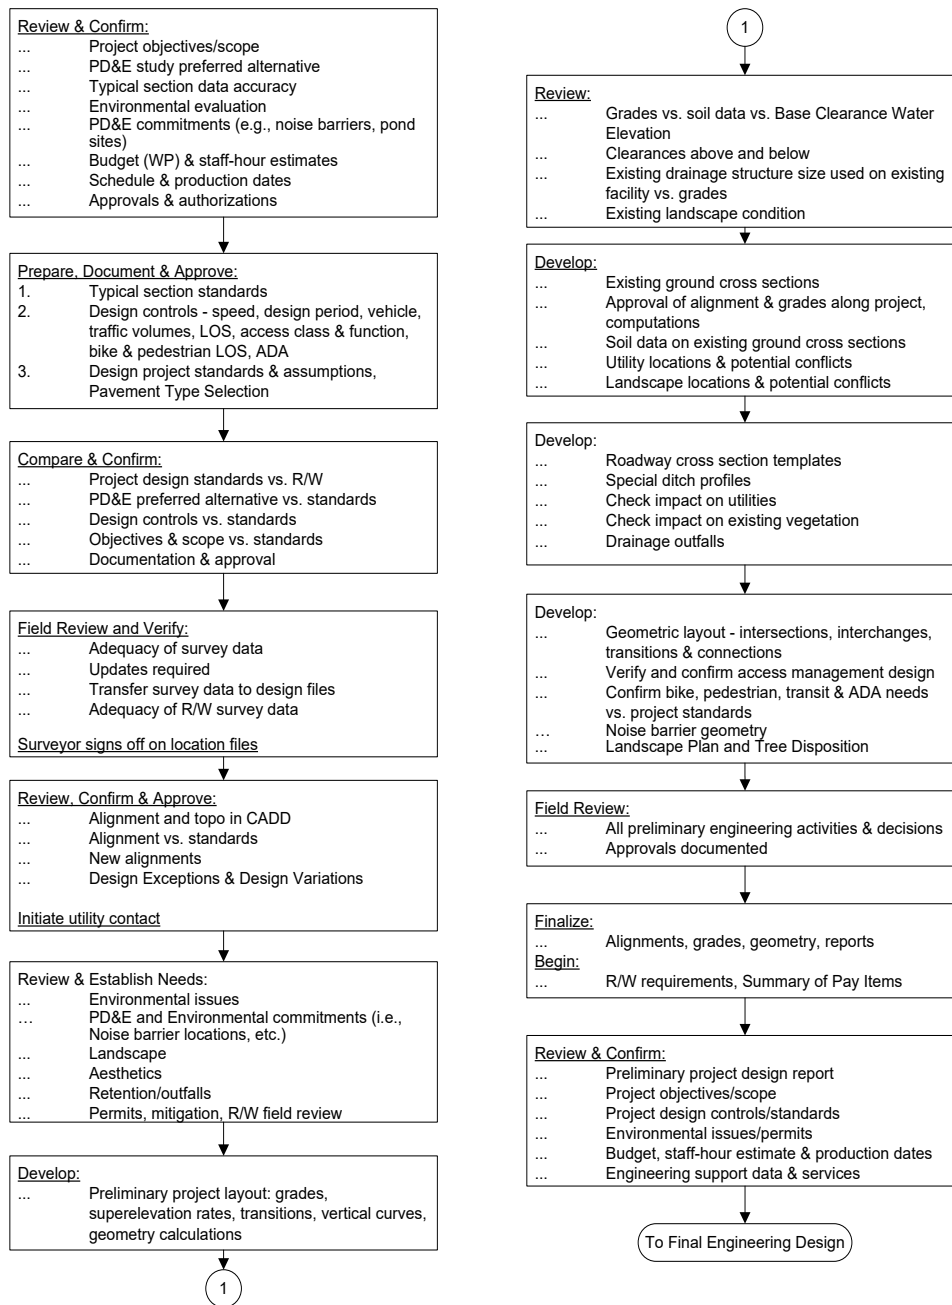 Review & Confirm:
... Project objectives/scope
... PD&E study preferred alternative
... Typical section data accuracy
... Environmental evaluation
... PD&E commitments (e.g., noise barriers, pond
sites)
... Budget (WP) & staff-hour estimates
... Schedule & production dates
... Approvals & authorizations
Prepare, Document & Approve:
1. Typical section standards
2. Design controls - speed, design period, vehicle,
traffic volumes, LOS, access class & function,
bike & pedestrian LOS, ADA
3. Design project standards & assumptions,
Pavement Type Selection
Compare & Confirm:
... Project design standards vs. R/W
... PD&E preferred alternative vs. standards
... Design controls vs. standards
... Objectives & scope vs. standards
... Documentation & approval
Field Review and Verify:
... Adequacy of survey data
... Updates required
... Transfer survey data to design files
... Adequacy of R/W survey data
Surveyor signs off on location files
Review, Confirm & Approve:
... Alignment and topo in CADD
... Alignment vs. standards
... New alignments
... Design Exceptions & Design Variations
Initiate utility contact
Review & Establish Needs:
... Environmental issues
... PD&E and Environmental commitments (i.e.,
Noise barrier locations, etc.)
... Landscape
... Aesthetics
... Retention/outfalls
... Permits, mitigation, R/W field review
Develop:
... Preliminary project layout: grades,
superelevation rates, transitions, vertical curves,
geometry calculations
1
1
Review:
... Grades vs. soil data vs. Base Clearance Water
Elevation
... Clearances above and below
... Existing drainage structure size used on existing
facility vs. grades
... Existing landscape condition
Develop:
... Existing ground cross sections
... Approval of alignment & grades along project,
computations
... Soil data on existing ground cross sections
... Utility locations & potential conflicts
... Landscape locations & potential conflicts
Develop:
... Roadway cross section templates
... Special ditch profiles
... Check impact on utilities
... Check impact on existing vegetation
... Drainage outfalls
Develop:
... Geometric layout - intersections, interchanges,
transitions & connections
... Verify and confirm access management design
... Confirm bike, pedestrian, transit & ADA needs
vs. project standards
... Noise barrier geometry
... Landscape Plan and Tree Disposition
Field Review:
... All preliminary engineering activities & decisions
... Approvals documented
Finalize:
... Alignments, grades, geometry, reports
Begin:
... R/W requirements, Summary of Pay Items
Review & Confirm:
... Preliminary project design report
... Project objectives/scope
... Project design controls/standards
... Environmental issues/permits
... Budget, staff-hour estimate & production dates
... Engineering support data & services
To Final Engineering Design